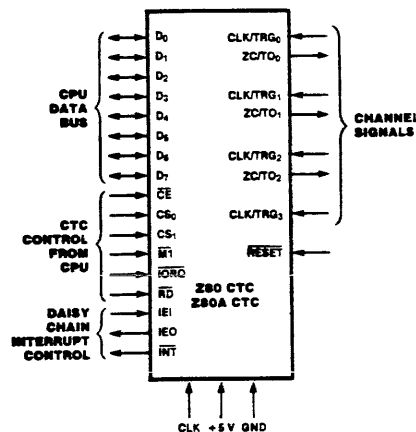 D0
D1
D2
D3
D4
D5
D6
D7
CPU
DATA
BUS
CE
CS0
CS1
M1
IORQ
RD
CTC
CONTROL
FROM
CPU
IEI
IEO
INT
DAISY
CHAIN
INTERRUPT
CONTROL
CLK/TRG0
ZC/TO0
CLK/TRG1
ZC/TO1
CLK/TRG2
ZC/TO2
CLK/TRG3
CHANNEL
SIGNALS
RESET
Z80 CTC
Z80A CTC
CLK +5 V GND